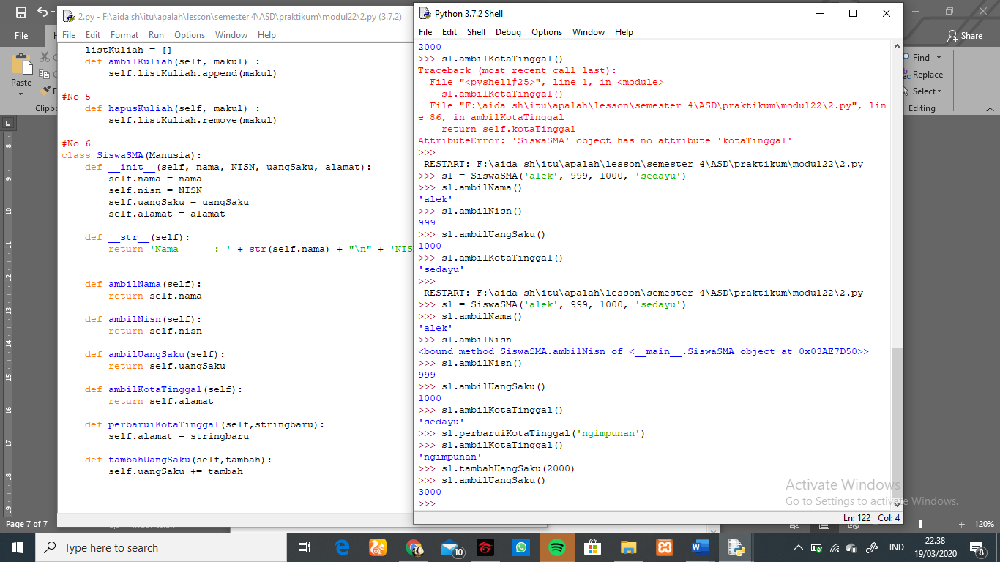 2.py - F:\aida sh\itu\apalah\lesson\semester 4\ASD\praktikum\modul22\2.py (3.7.2)
File Edit Format Run Options Window Help
listKuliah = []
def ambilKuliah(self, makul) :
self.listKuliah.append(makul)
#No 5
def hapusKuliah(self, makul) :
self.listKuliah.remove(makul)
#No 6
class SiswaSMA(Manusia):
def __init__(self, nama, NISN, uangSaku, alamat):
self.nama = nama
self.nisn = NISN
self.uangSaku = uangSaku
self.alamat = alamat
def __str__(self):
return 'Nama      : ' + str(self.nama) + "\n" + 'NIS
def ambilNama(self):
return self.nama
def ambilNisn(self):
return self.nisn
def ambilUangSaku(self):
return self.uangSaku
def ambilKotaTinggal(self):
return self.alamat
def perbaruiKotaTinggal(self,stringbaru):
self.alamat = stringbaru
def tambahUangSaku(self,tambah):
self.uangSaku += tambah
Python 3.7.2 Shell
File Edit Shell Debug Options Window Help
2000
>>> s1.ambilKotaTinggal()
Traceback (most recent call last):
File "<pyshell#25>", line 1, in <module>
s1.ambilKotaTinggal()
File "F:\aida sh\itu\apalah\lesson\semester 4\ASD\praktikum\modul22\2.py", lin
e 86, in ambilKotaTinggal
return self.kotaTinggal
AttributeError: 'SiswaSMA' object has no attribute 'kotaTinggal'
>>>
RESTART: F:\aida sh\itu\apalah\lesson\semester 4\ASD\praktikum\modul22\2.py
>>> s1 = SiswaSMA('alek', 999, 1000, 'sedayu')
>>> s1.ambilNama()
'alek'
>>> s1.ambilNisn()
999
>>> s1.ambilUangSaku()
1000
>>> s1.ambilKotaTinggal()
'sedayu'
>>>
RESTART: F:\aida sh\itu\apalah\lesson\semester 4\ASD\praktikum\modul22\2.py
>>> s1 = SiswaSMA('alek', 999, 1000, 'sedayu')
>>> s1.ambilNama()
'alek'
>>> s1.ambilNisn
<bound method SiswaSMA.ambilNisn of <__main__.SiswaSMA object at 0x03AE7D50>>
>>> s1.ambilNisn()
999
>>> s1.ambilUangSaku()
1000
>>> s1.ambilKotaTinggal()
'sedayu'
>>> s1.perbaruiKotaTinggal('ngimpunan')
>>> s1.ambilKotaTinggal()
'ngimpunan'
>>> s1.tambahUangSaku(2000)
>>> s1.ambilUangSaku()
3000
>>>
Ln: 122 Col: 4
File
Share
Paste
Clipb
Find
Replace
Select
Editing
8
9
10
11
12
13
14
15
16
17
18
19
Activate Windows
Go to Settings to activate Windows.
Page 7 of 7
120%
Type here to search
10
IND
22.38
19/03/2020
8